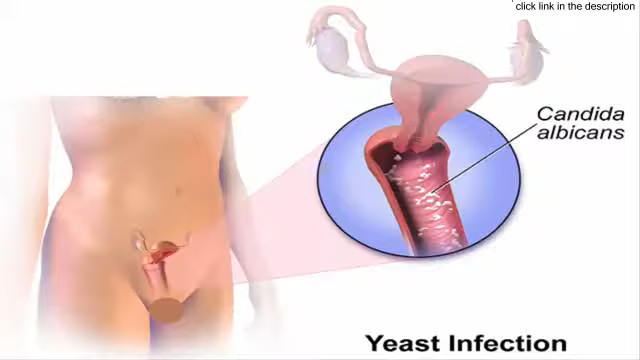 click link in the description
Candida
albicans
Yeast Infection